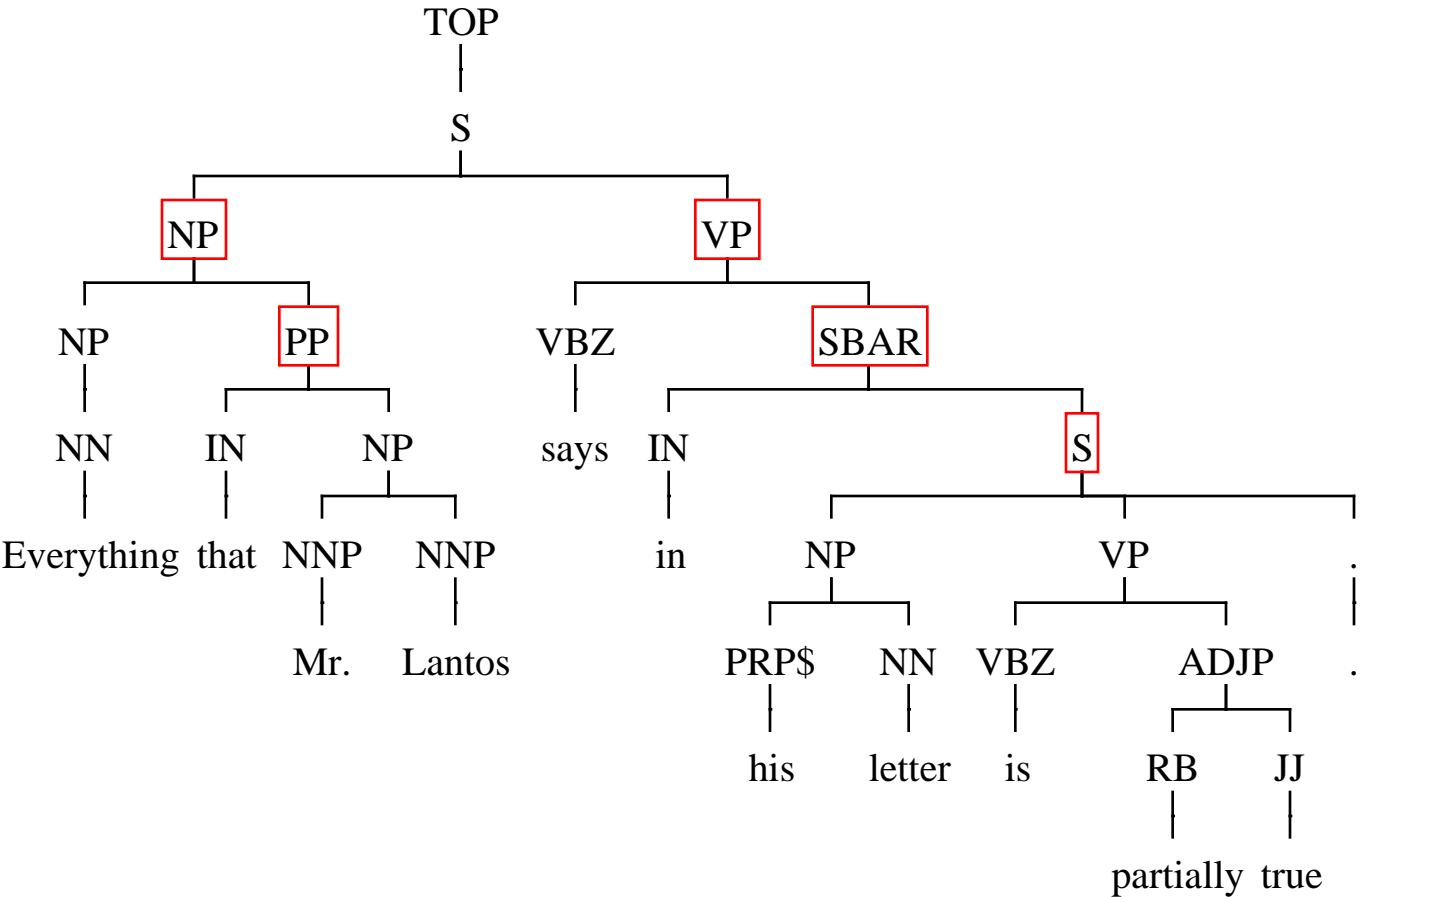 TOP
S
NP VP
NP PP VBZ SBAR
NN IN NP says IN S
Everything that NNP NNP in NP VP .
Mr. Lantos PRP$ NN VBZ ADJP .
his letter is RB JJ
partially true